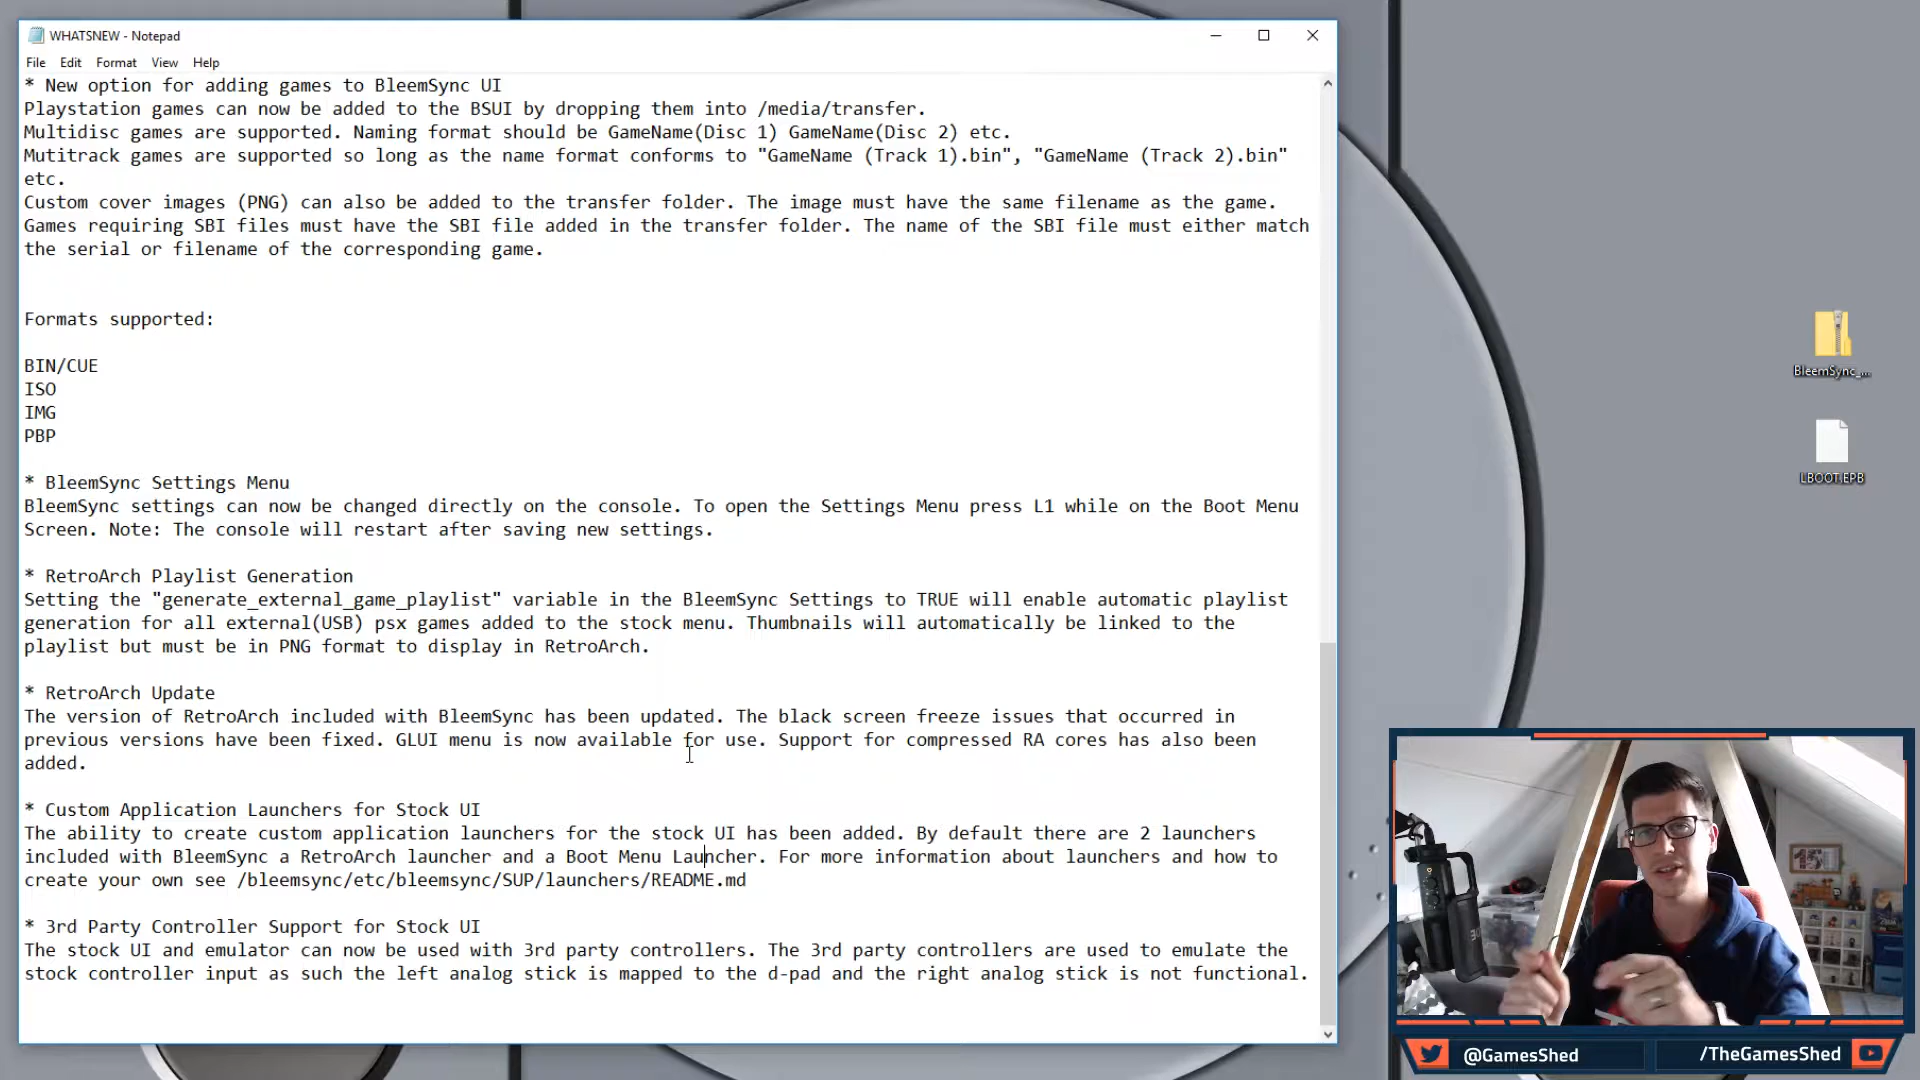 WHATSNEW - Notepad
File Edit Format View Help
* New option for adding games to BleemSync UI
Playstation games can now be added to the BSUI by dropping them into /media/transfer.
Multidisc games are supported. Naming format should be GameName(Disc 1) GameName(Disc 2) etc.
Mutitrack games are supported so long as the name format conforms to "GameName (Track 1).bin", "GameName (Track 2).bin"
etc.
Custom cover images (PNG) can also be added to the transfer folder. The image must have the same filename as the game.
Games requiring SBI files must have the SBI file added in the transfer folder. The name of the SBI file must either match
the serial or filename of the corresponding game.
Formats supported:
BIN/CUE
ISO
IMG
PBP
* BleemSync Settings Menu
BleemSync settings can now be changed directly on the console. To open the Settings Menu press L1 while on the Boot Menu
Screen. Note: The console will restart after saving new settings.
* RetroArch Playlist Generation
Setting the "generate_external_game_playlist" variable in the BleemSync Settings to TRUE will enable automatic playlist
generation for all external(USB) psx games added to the stock menu. Thumbnails will automatically be linked to the
playlist but must be in PNG format to display in RetroArch.
* RetroArch Update
The version of RetroArch included with BleemSync has been updated. The black screen freeze issues that occurred in
previous versions have been fixed. GLUI menu is now available for use. Support for compressed RA cores has also been
added.
* Custom Application Launchers for Stock UI
The ability to create custom application launchers for the stock UI has been added. By default there are 2 launchers
included with BleemSync a RetroArch launcher and a Boot Menu Launcher. For more information about launchers and how to
create your own see /bleemsync/etc/bleemsync/SUP/launchers/README.md
* 3rd Party Controller Support for Stock UI
The stock UI and emulator can now be used with 3rd party controllers. The 3rd party controllers are used to emulate the
stock controller input as such the left analog stick is mapped to the d-pad and the right analog stick is not functional.
BleemSync_...
LBOOT.EPB
@GamesShed
/TheGamesShed